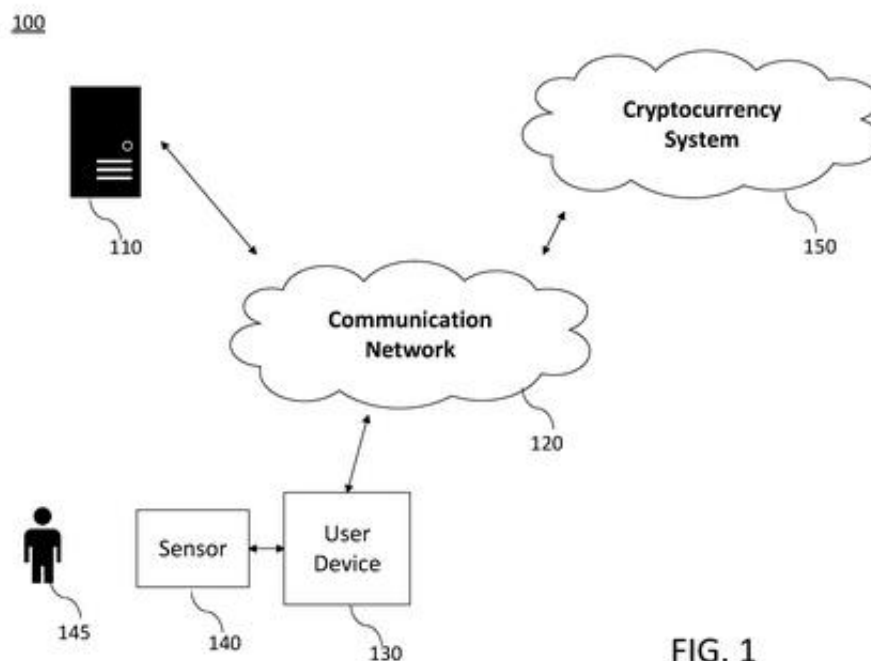 100
Cryptocurrency
System
110
150
Communication
Network
120
Sensor
User
Device
145
140
130
FIG. 1